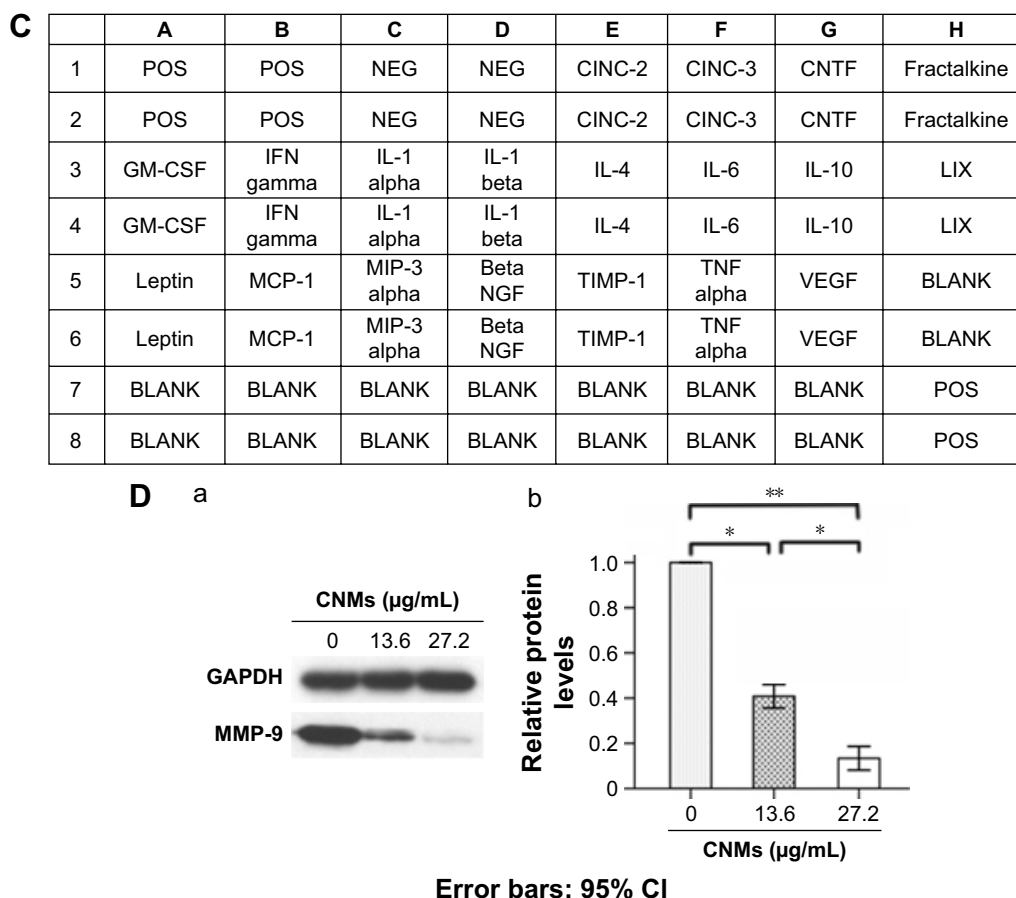 C
A B C D E F G H
1 POS POS NEG NEG CINC-2 CINC-3 CNTF Fractalkine
2 POS POS NEG NEG CINC-2 CINC-3 CNTF Fractalkine
3 GM-CSF IFN gamma IL-1 alpha IL-1 beta IL-4 IL-6 IL-10 LIX
4 GM-CSF IFN gamma IL-1 alpha IL-1 beta IL-4 IL-6 IL-10 LIX
5 Leptin MCP-1 MIP-3 alpha Beta NGF TIMP-1 TNF alpha VEGF BLANK
6 Leptin MCP-1 MIP-3 alpha Beta NGF TIMP-1 TNF alpha VEGF BLANK
7 BLANK BLANK BLANK BLANK BLANK BLANK BLANK POS
8 BLANK BLANK BLANK BLANK BLANK BLANK BLANK POS
D a
CNMs (µg/mL)
0 13.6 27.2
GAPDH
MMP-9
b
**
* *
Relative protein
levels
1.0
0.8
0.6
0.4
0.2
0
0 13.6 27.2
CNMs (µg/mL)
Error bars: 95% CI